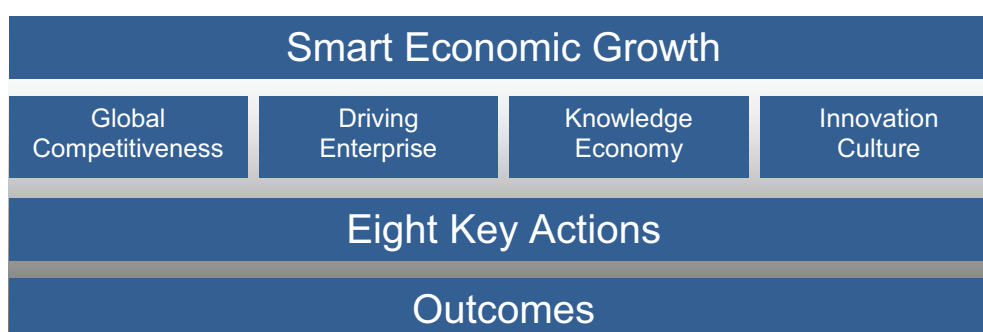 Smart Economic Growth
Global
Competitiveness
Driving
Enterprise
Knowledge
Economy
Innovation
Culture
Eight Key Actions
Outcomes